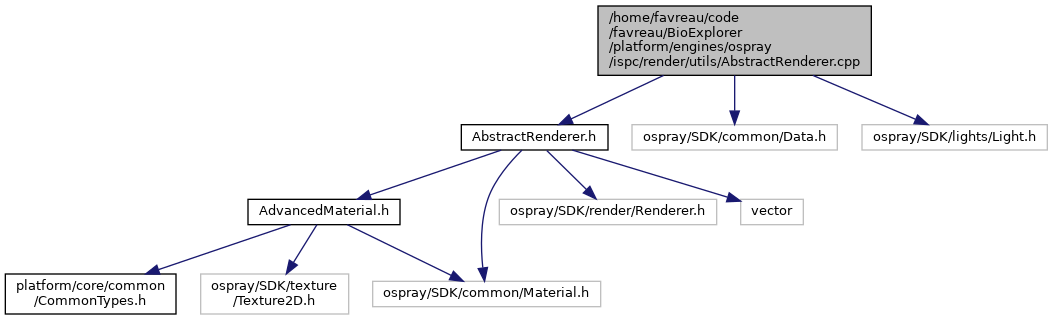 /home/favreau/code
/favreau/BioExplorer
/platform/engines/ospray
/ispc/render/utils/AbstractRenderer.cpp
AbstractRenderer.h
ospray/SDK/common/Data.h
ospray/SDK/lights/Light.h
AdvancedMaterial.h
ospray/SDK/render/Renderer.h
vector
platform/core/common
/CommonTypes.h
ospray/SDK/texture
/Texture2D.h
ospray/SDK/common/Material.h